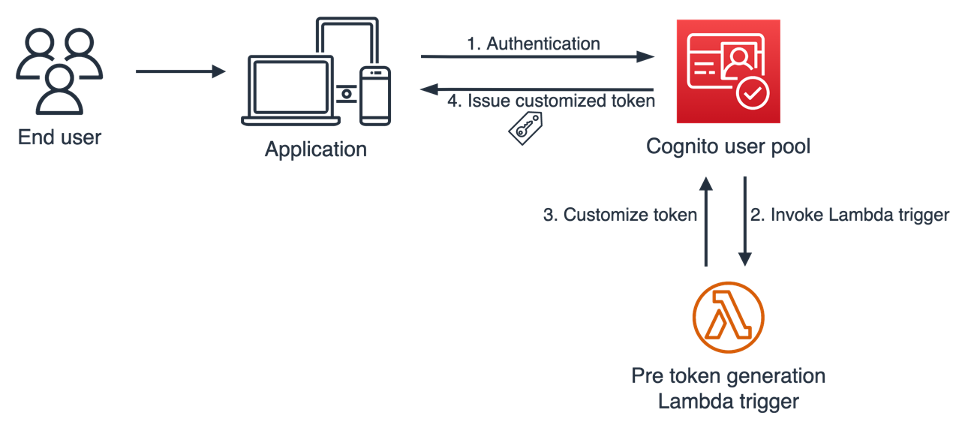 1. Authentication
4. Issue customized token
End user
Application
Cognito user pool
3. Customize token
2. Invoke Lambda trigger
Pre token generation
Lambda trigger